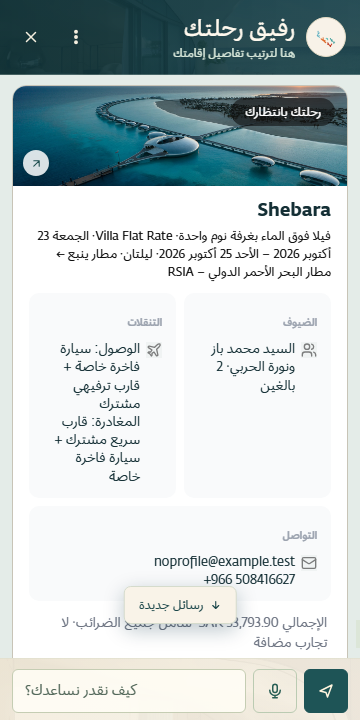 رفيق رحلتك
هنا لترتيب تفاصيل إقامتك
رحلتك بانتظارك
Shebara
فيلا فوق الماء بغرفة نوم واحدة · Villa Flat Rate · الجمعة 23
أكتوبر 2026 – الأحد 25 أكتوبر 2026 · ليلتان · مطار ينبع ←
مطار البحر الأحمر الدولي – RSIA
الضيوف
السيد محمد باز
ونورة الحربي · 2
بالغين
التنقلات
الوصول: سيارة
فاخرة خاصة +
قارب ترفيهي
مشترك
المغادرة: قارب
سريع مشترك +
سيارة فاخرة
خاصة
التواصل
noprofile@example.test
+966 508416627
رسائل جديدة
الإجمالي SAR 33,793.90 · شامل جميع الضرائب · لا
تجارب مضافة
كيف نقدر نساعدك؟